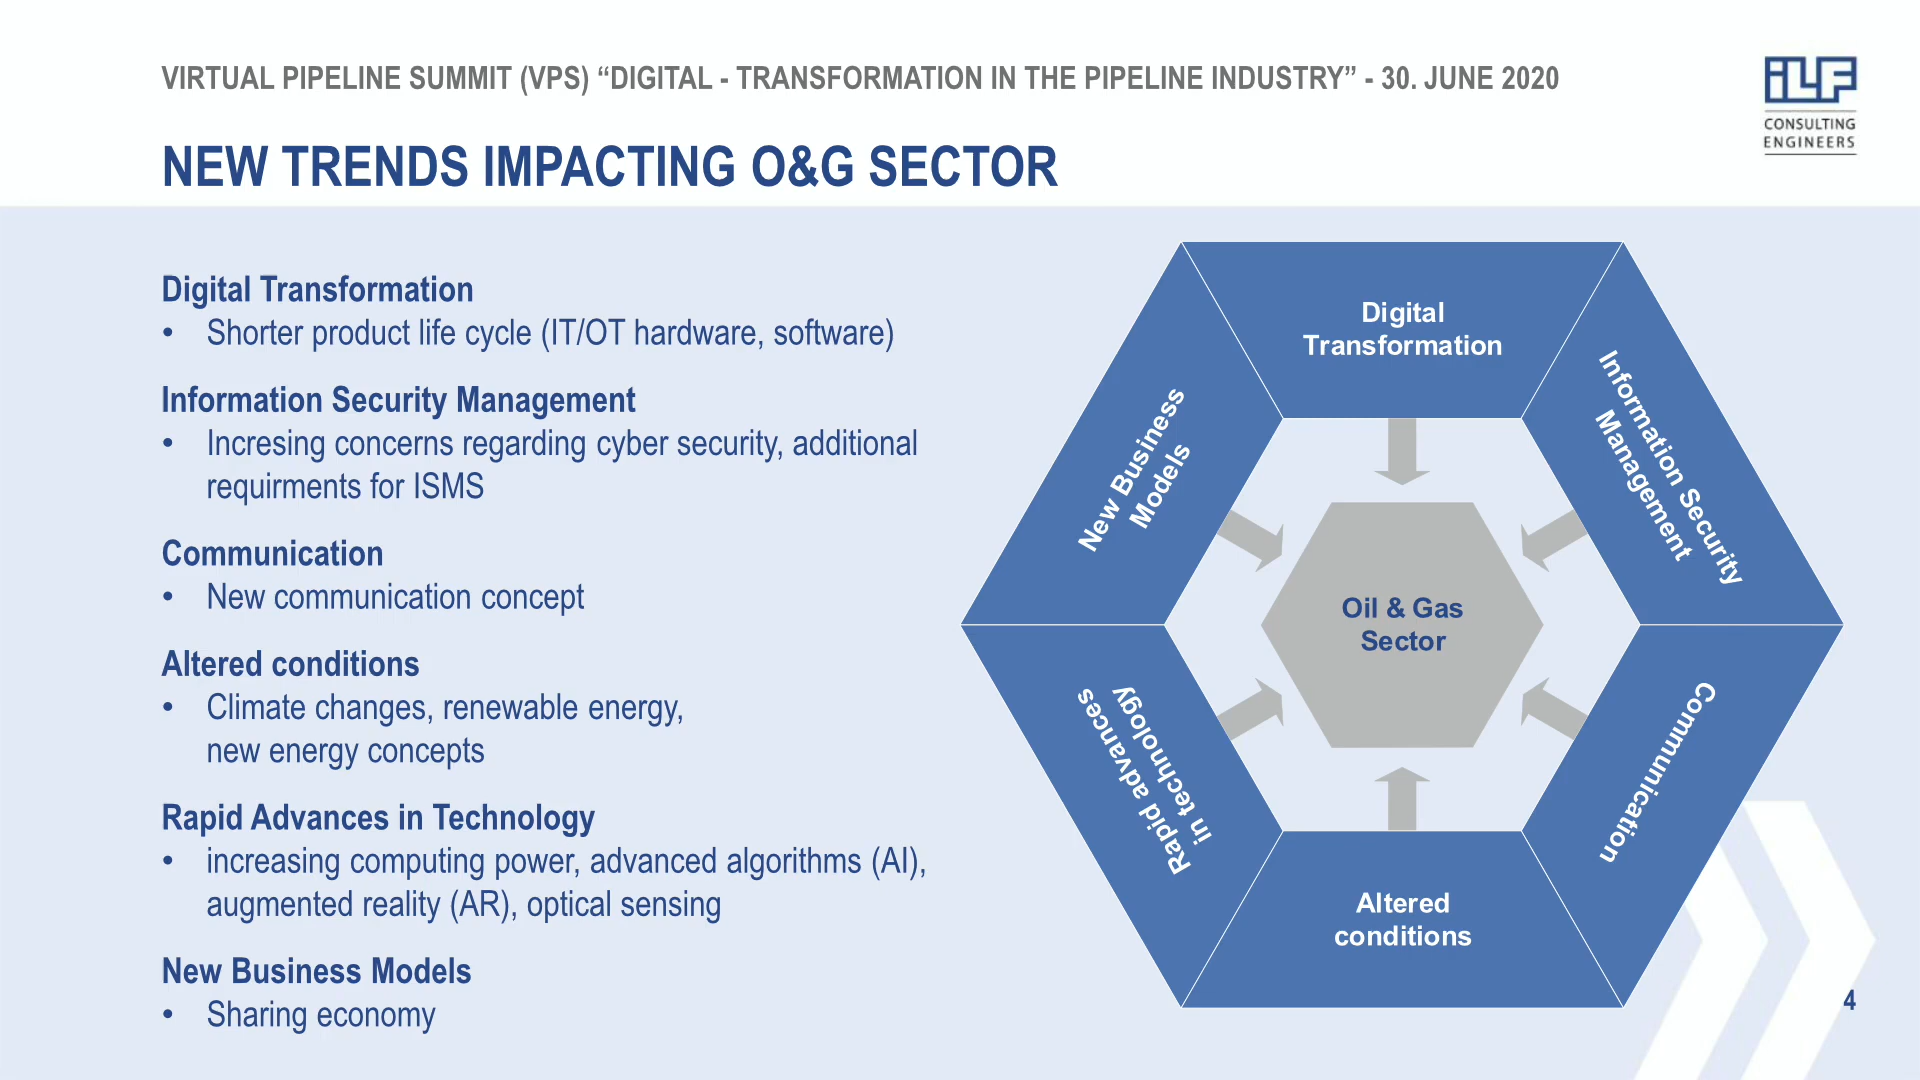 VIRTUAL PIPELINE SUMMIT (VPS) “DIGITAL - TRANSFORMATION IN THE PIPELINE INDUSTRY” - 30. JUNE 2020
ILF
CONSULTING
ENGINEERS
NEW TRENDS IMPACTING O&G SECTOR
Digital Transformation
• Shorter product life cycle (IT/OT hardware, software)
Information Security Management
• Incresing concerns regarding cyber security, additional
requirments for ISMS
Communication
• New communication concept
Altered conditions
• Climate changes, renewable energy,
new energy concepts
Rapid Advances in Technology
• increasing computing power, advanced algorithms (AI),
augmented reality (AR), optical sensing
New Business Models
• Sharing economy
Digital
Transformation
Information Security
Management
Communication
Altered
conditions
Rapid advances
in technology
New Business
Models
Oil & Gas
Sector
4